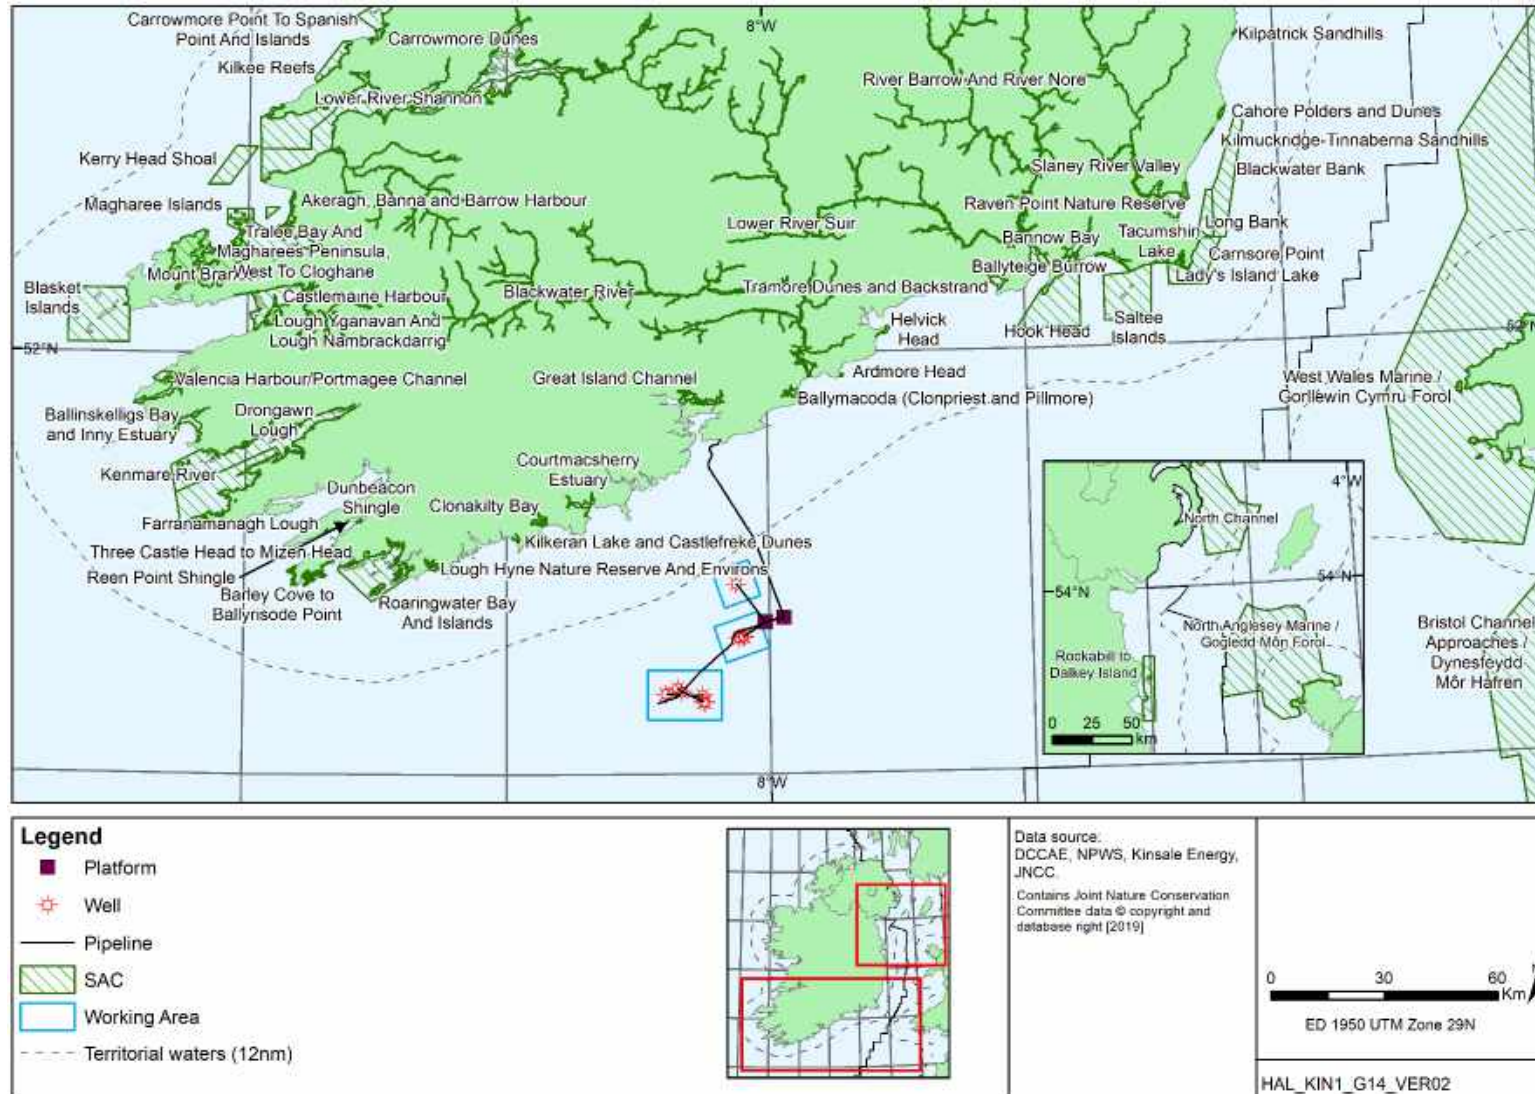 Carrowmore Point To Spanish
Point And Islands
Carrowmore Dunes
8°W
Kilpatrick Sandhills
Kilkee Reefs
River Barrow And River Nore
Lower River Shannon
Cahore Polders and Dunes
Kilmuckridge-Tinnaberna Sandhills
Kerry Head Shoal
Slaney River Valley
Blackwater Bank
Magharee Islands
Akeragh, Banna and Barrow Harbour
Raven Point Nature Reserve
Lower River Suir
Long Bank
Tralee Bay And
Magharees Peninsula,
West To Cloghane
Bannow Bay
Tacumshin
Lake
Carnsore Point
Mount Bran
Ballyteige Burrow
Lady's Island Lake
Blasket
Islands
Castlemaine Harbour
Blackwater River
Tramore Dunes and Backstrand
Lough Yganavan And
Lough Nambrackdarrig
Helvick
Head
Hook Head
Saltee
Islands
52°N
52°N
Valencia Harbour/Portmagee Channel
Great Island Channel
Ardmore Head
West Wales Marine /
Gorllewin Cymru Forol
Ballymacoda (Clonpriest and Pillmore)
Ballinskelligs Bay
and Inny Estuary
Drongawn
Lough
Kenmare River
Courtmacsherry
Estuary
Dunbeacon
Shingle
Clonakilty Bay
Farranamanagh Lough
Kilkeran Lake and Castlefreke Dunes
Three Castle Head to Mizen Head
Lough Hyne Nature Reserve And Environs
Reen Point Shingle
Barley Cove to
Ballyrisode Point
Roaringwater Bay
And Islands
4°W
North Channel
54°N
54°N
North Anglesey Marine /
Gogledd Môn Forol
Rockabill to
Dalkey Island
0 25 50
km
Bristol Channel
Approaches /
Dynesfeydd
Môr Hafren
8°W
Legend
Platform
Well
Pipeline
SAC
Working Area
Territorial waters (12nm)
Data source:
DCCAE, NPWS, Kinsale Energy,
JNCC.
Contains Joint Nature Conservation
Committee data © copyright and
database right [2019]
0 30 60
Km
ED 1950 UTM Zone 29N
HAL_KIN1_G14_VER02